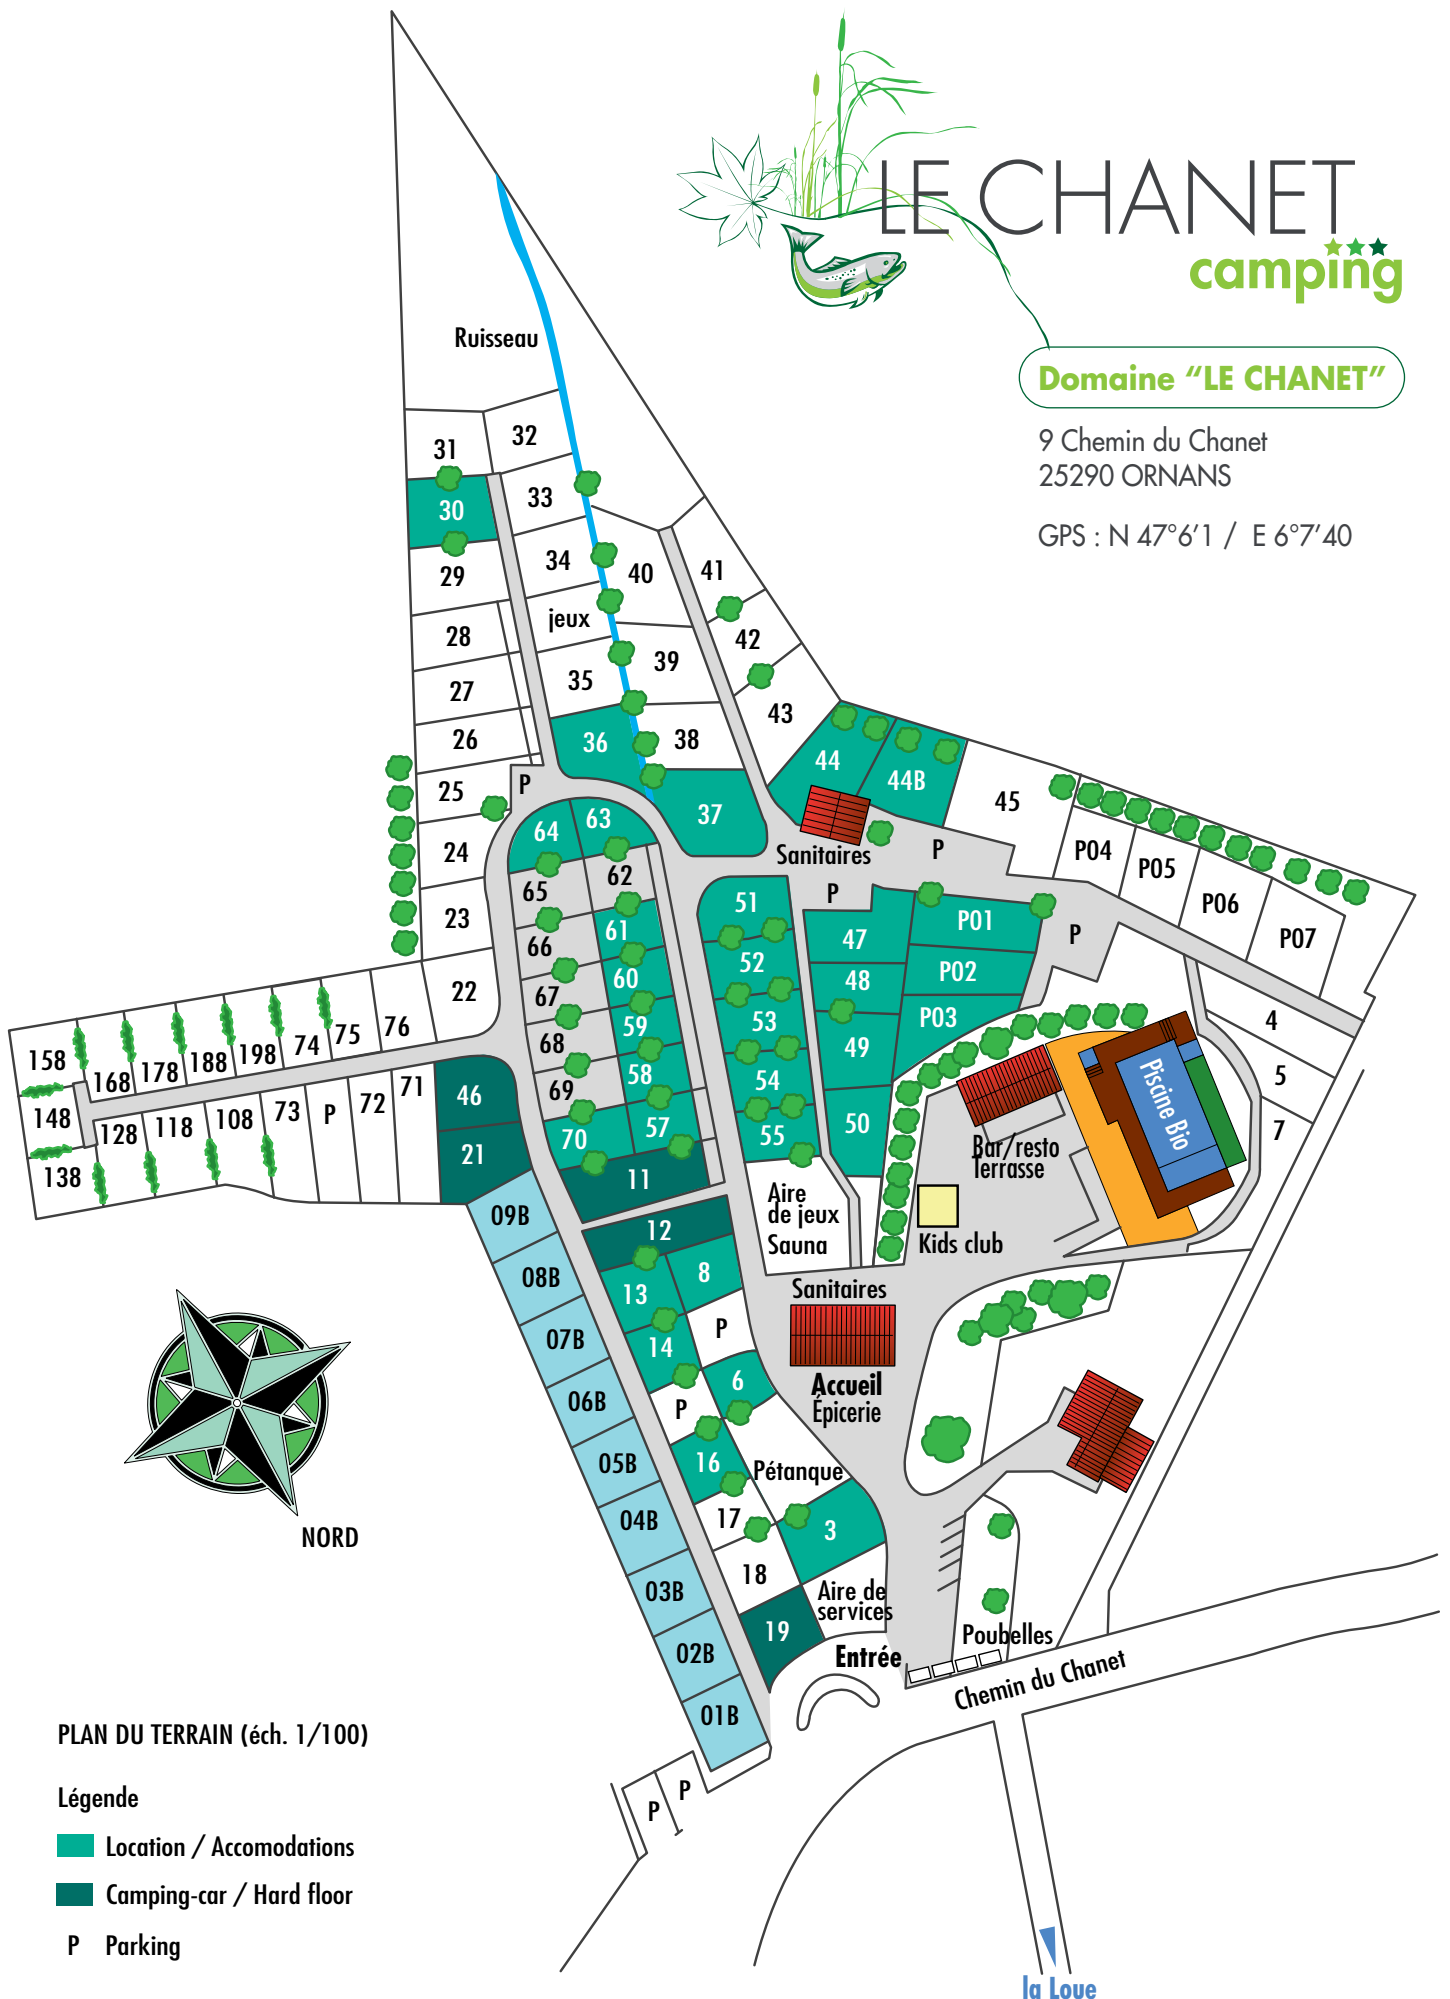 LE CHANET
camping
Domaine “LE CHANET”
9 Chemin du Chanet
25290 ORNANS
GPS : N 47°6’1 / E 6°7’40
Ruisseau
31
32
30
33
29
34
40
41
jeux
28
42
39
27
35
43
26
36
38
44
44B
25
P
37
45
64
63
24
Sanitaires
P
P04
P05
65
62
P
P06
51
23
61
47
P01
P
P07
66
52
48
P02
22
67
60
53
P03
4
76
75
74
198
188
178
168
158
59
68
49
5
58
69
54
50
46
7
Piscine Bio
148
128
118
108
73
P
72
71
70
57
55
21
Bar/resto
Terrasse
138
11
Aire
de jeux
Sauna
09B
12
Kids club
08B
13
8
Sanitaires
07B
14
P
Accueil
Épicerie
06B
P
6
05B
16
Pétanque
04B
17
3
NORD
03B
18
Aire de
services
02B
19
Entrée
Poubelles
Chemin du Chanet
01B
P
P
PLAN DU TERRAIN (éch. 1/100)
Légende
Location / Accomodations
Camping-car / Hard floor
P Parking
la Loue